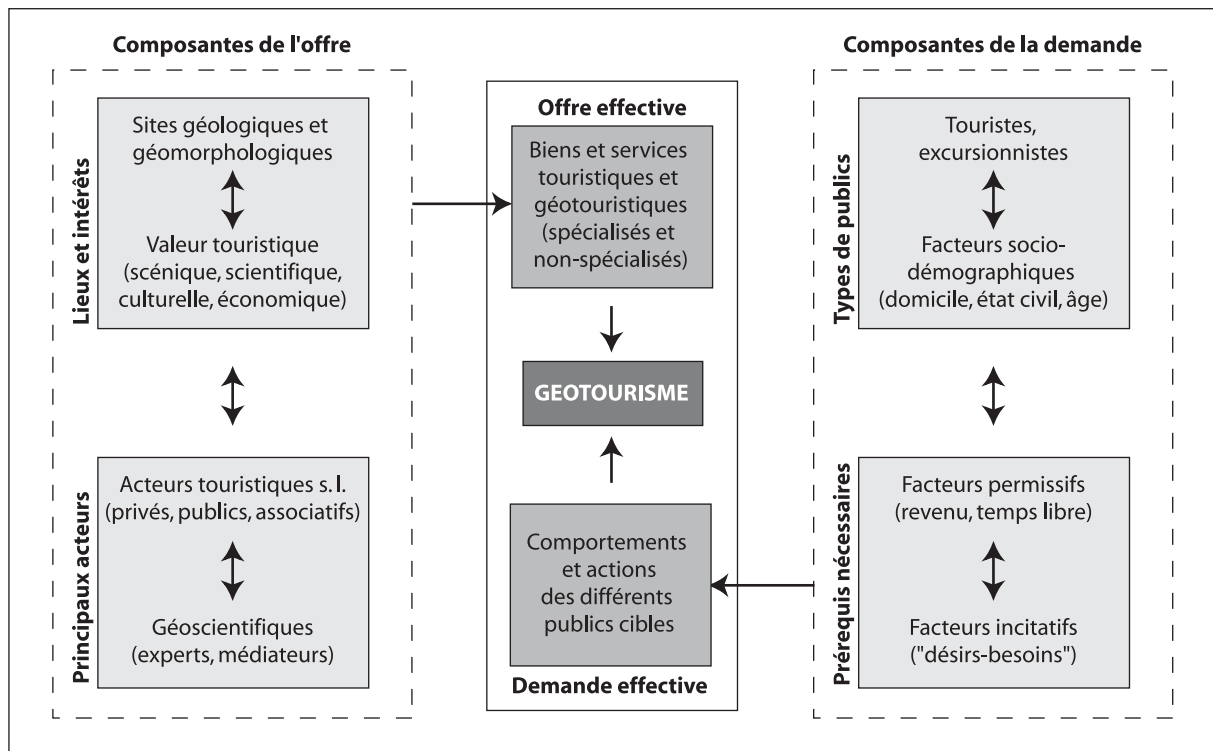 Composantes de l'offre
Lieux et intérêts
Sites géologiques et
géomorphologiques
Valeur touristique
(scénique, scientifique,
culturelle, économique)
Principaux acteurs
Acteurs touristiques s. l.
(privés, publics, associatifs)
Géoscientifiques
(experts, médiateurs)
Offre effective
Biens et services
touristiques et
géotouristiques
(spécialisés et
non-spécialisés)
GEOTOURISME
Comportements
et actions
des différents
publics cibles
Demande effective
Composantes de la demande
Types de publics
Touristes,
excursionnistes
Facteurs socio-
démographiques
(domicile, état civil, âge)
Prérequis nécessaires
Facteurs permissifs
(revenu, temps libre)
Facteurs incitatifs
("désirs-besoins")